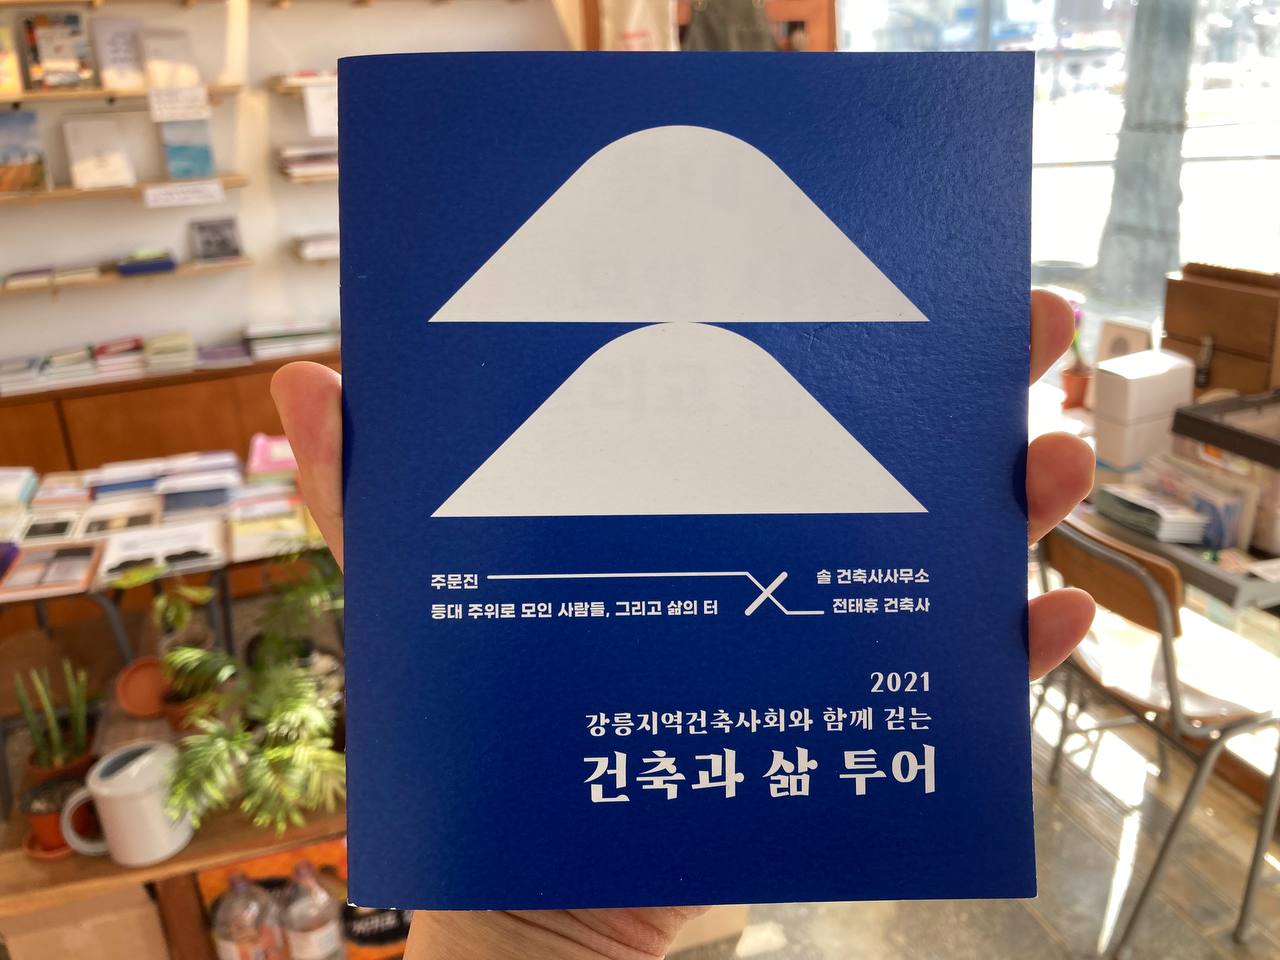 주문진
등대 주위로 모인 사람들, 그리고 삶의 터
솔 건축사사무소
전태휴 건축사
2021
강릉지역건축사회와 함께 걷는
건축과 삶 투어